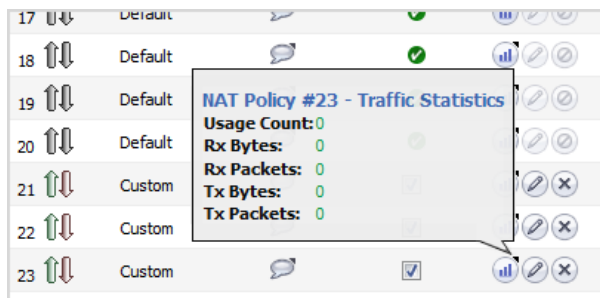 17 Default
18 Default
19 Default
20 Default
21 Custom
22 Custom
23 Custom
NAT Policy #23 - Traffic Statistics
Usage Count: 0
Rx Bytes: 0
Rx Packets: 0
Tx Bytes: 0
Tx Packets: 0